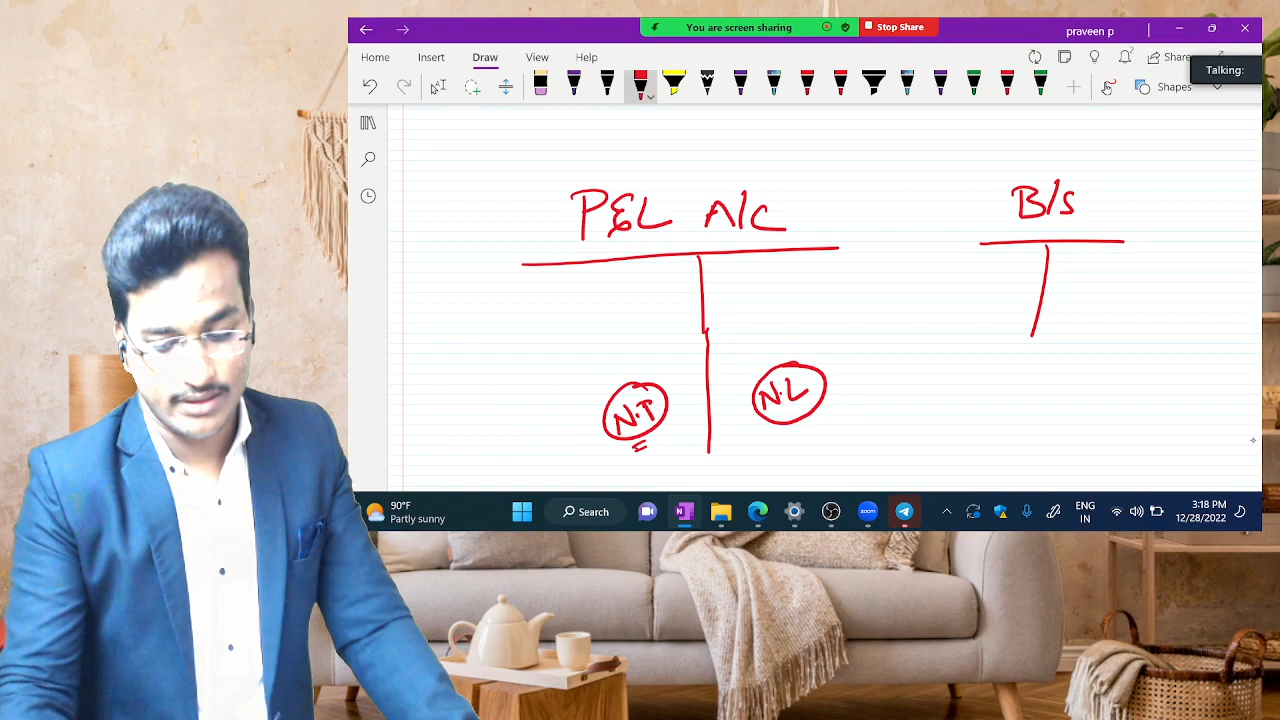 You are screen sharing
Stop Share
praveen p
Home Insert Draw View Help
Share
Talking:
Shapes
P&L A/C
B/S
N.P
N.L
90°F
Partly sunny
Search
zoom
ENG
IN
3:18 PM
12/28/2022